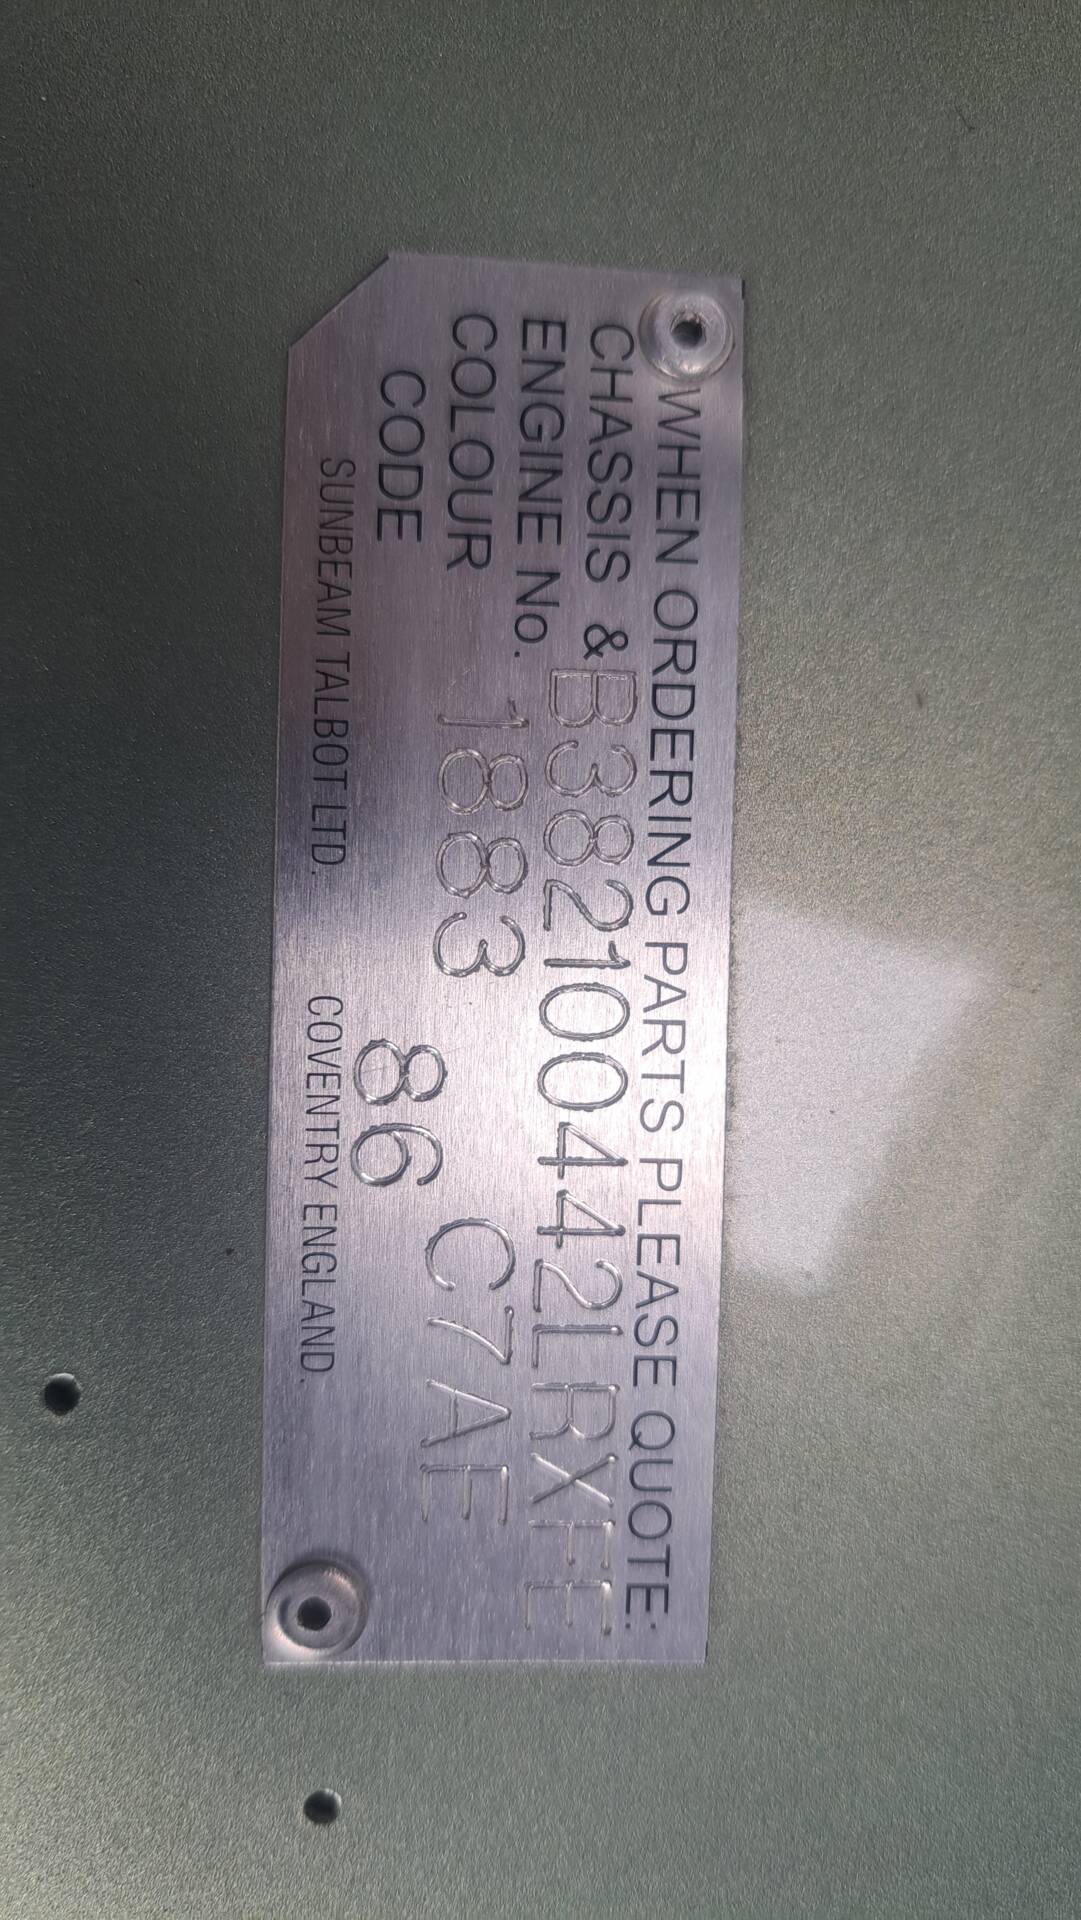 WHEN ORDERING PARTS PLEASE QUOTE:
CHASSIS & B382100442LRXFE
ENGINE No.
COLOUR 1883 C7AE
CODE 86
SUNBEAM TALBOT LTD. COVENTRY ENGLAND.